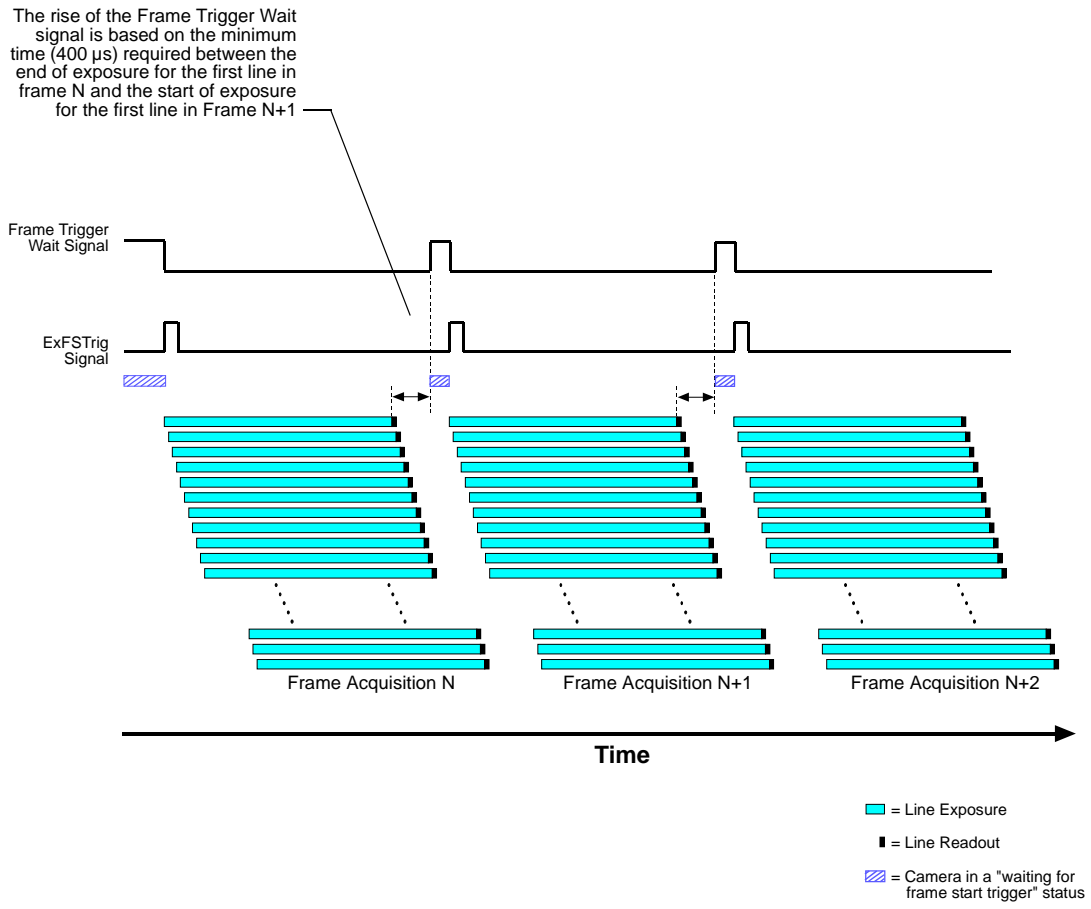 The rise of the Frame Trigger Wait
signal is based on the minimum
time (400 µs) required between the
end of exposure for the first line in
frame N and the start of exposure
for the first line in Frame N+1
Frame Trigger
Wait Signal
ExFSTrig
Signal
Frame Acquisition N
Frame Acquisition N+1
Frame Acquisition N+2
Time
= Line Exposure
= Line Readout
= Camera in a "waiting for
frame start trigger" status